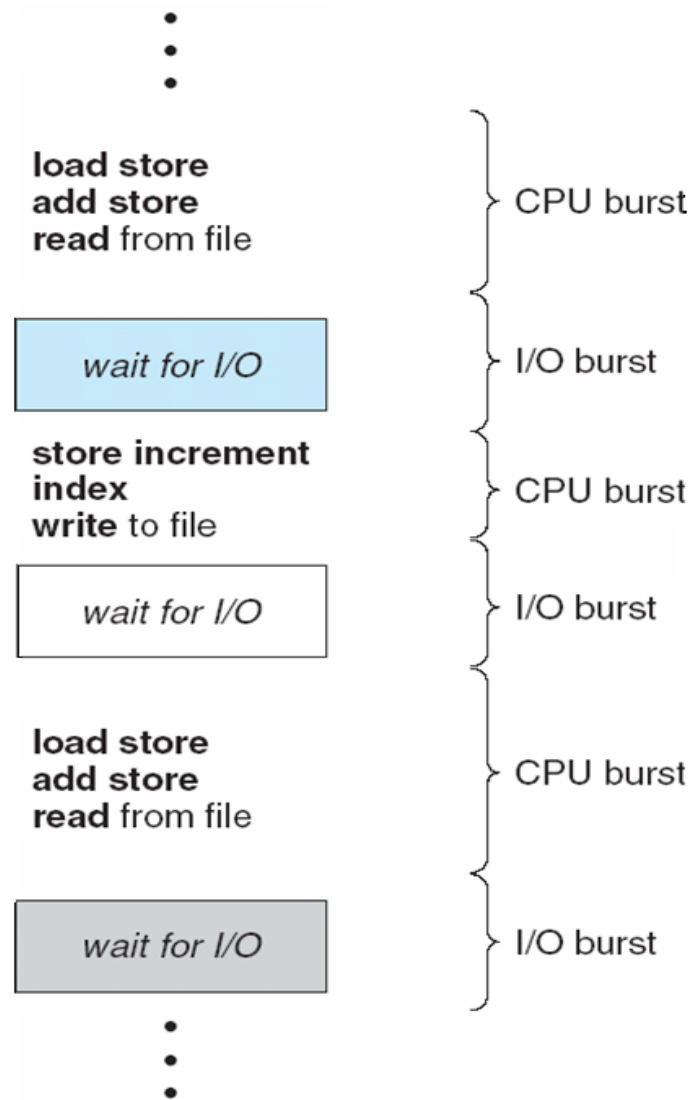 load store
add store
read from file
CPU burst
wait for I/O
I/O burst
store increment
index
write to file
CPU burst
wait for I/O
I/O burst
load store
add store
read from file
CPU burst
wait for I/O
I/O burst